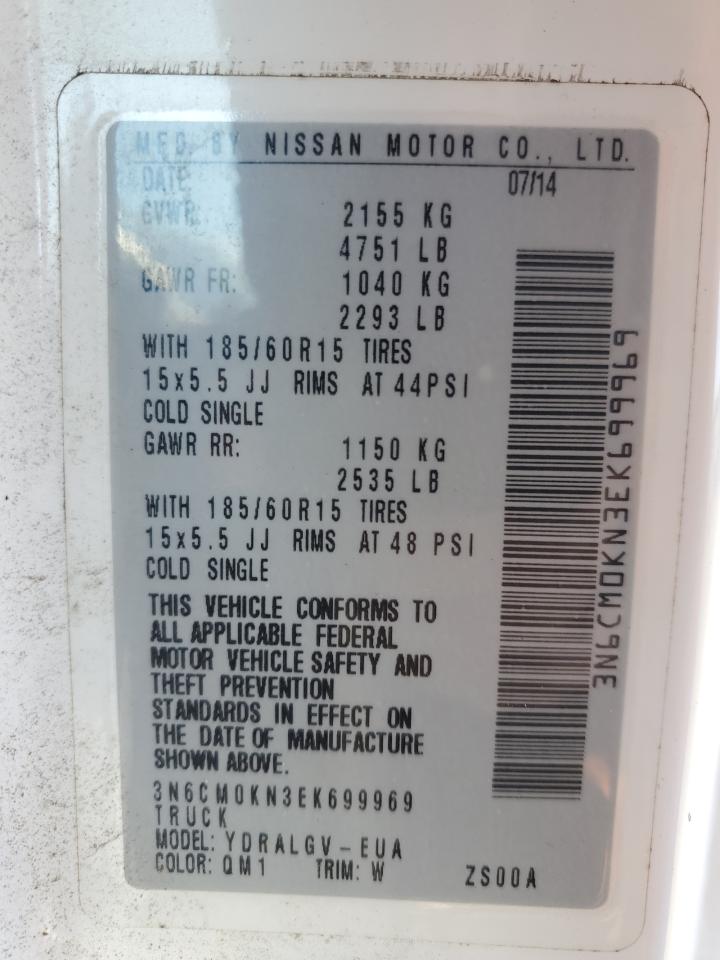 MFD BY NISSAN MOTOR CO., LTD.
DATE 07/14
GVWR: 2155 KG
4751 LB
GAWR FR: 1040 KG
2293 LB
WITH 185/60R15 TIRES
15x5.5 JJ RIMS AT 44PSI
COLD SINGLE
GAWR RR: 1150 KG
2535 LB
WITH 185/60R15 TIRES
15x5.5 JJ RIMS AT 48 PSI
COLD SINGLE
THIS VEHICLE CONFORMS TO
ALL APPLICABLE FEDERAL
MOTOR VEHICLE SAFETY AND
THEFT PREVENTION
STANDARDS IN EFFECT ON
THE DATE OF MANUFACTURE
SHOWN ABOVE.
3N6CM0KN3EK699969
TRUCK
MODEL: YDRALGV-EUA
COLOR: QM1 TRIM: W ZS00A
3N6CM0KN3EK699969